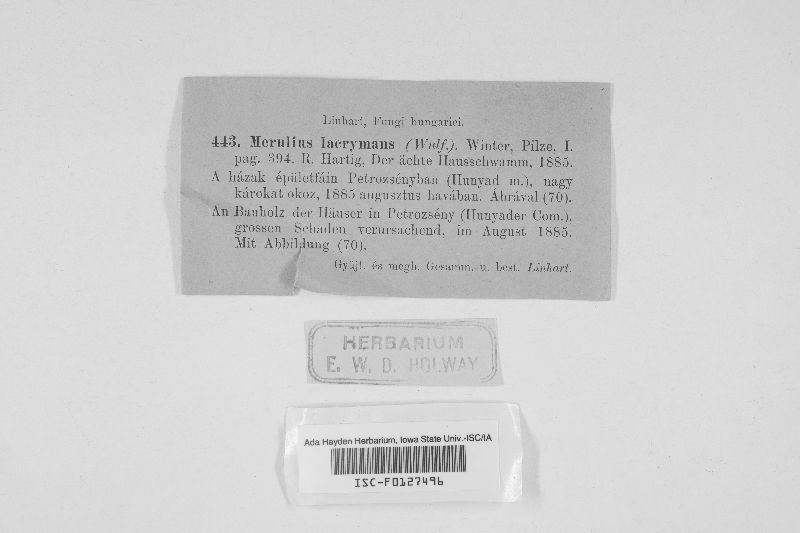 Linhart, Fungi hungarici.
443. Merulius lacrymans (Wulf.). Winter, Pilze, I.
pag. 394. R. Hartig, Der ächte Hausschwamm, 1885.
A házak épületfáin Petrozsényban (Hunyad m.), nagy
károkat okoz, 1885 augusztus havában. Ábrával (70).
An Bauholz der Häuser in Petrozsény (Hunyader Com.),
grossen Schaden verursachend, im August 1885.
Mit Abbildung (70).
Gyüjt. és megh. Gesamm.-u. best. Linhart.
HERBARIUM
E. W. D. HOLWAY
Ada Hayden Herbarium, Iowa State Univ.-ISC/IA
ISC-F0127496